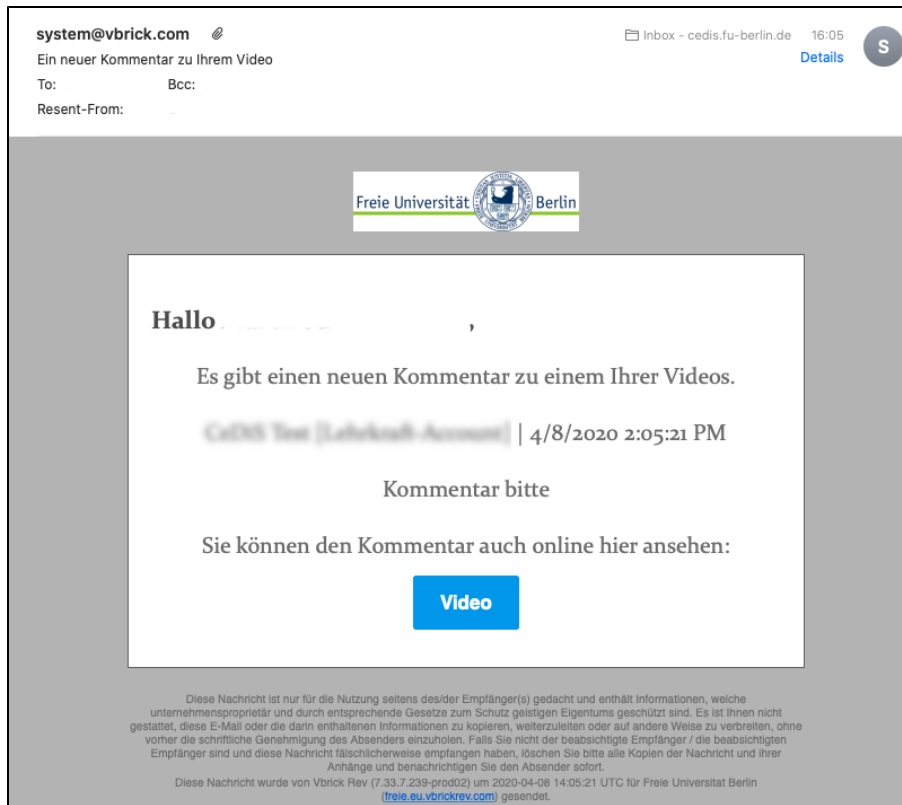 system@vbrick.com
Inbox - cedis.fu-berlin.de 16:05
S
Ein neuer Kommentar zu Ihrem Video
Details
To: Bcc:
Resent-From:
Freie Universität Berlin
Hallo ,
Es gibt einen neuen Kommentar zu einem Ihrer Videos.
CeDiS Test [Lehrkraft-Account] | 4/8/2020 2:05:21 PM
Kommentar bitte
Sie können den Kommentar auch online hier ansehen:
Video
Diese Nachricht ist nur für die Nutzung seitens des/der Empfänger(s) gedacht und enthält Informationen, welche
unternehmensproprietär und durch entsprechende Gesetze zum Schutz geistigen Eigentums geschützt sind. Es ist Ihnen nicht
gestattet, diese E-Mail oder die darin enthaltenen Informationen zu kopieren, weiterzuleiten oder auf andere Weise zu verbreiten, ohne
vorher die schriftliche Genehmigung des Absenders einzuholen. Falls Sie nicht der beabsichtigte Empfänger / die beabsichtigten
Empfänger sind und diese Nachricht fälschlicherweise empfangen haben, löschen Sie bitte alle Kopien der Nachricht und ihrer
Anhänge und benachrichtigen Sie den Absender sofort.
Diese Nachricht wurde von Vbrick Rev (7.33.7.239-prod02) um 2020-04-08 14:05:21 UTC für Freie Universitat Berlin
(freie.eu.vbrickrev.com) gesendet.